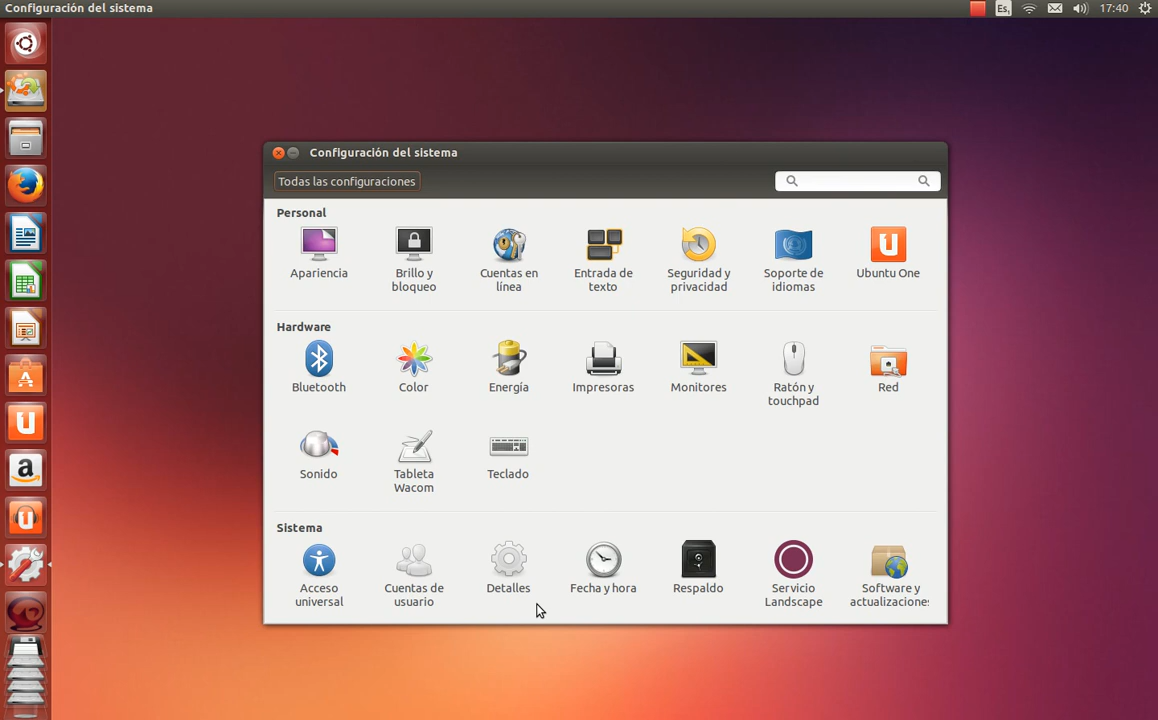 Configuración del sistema
Es₁
17:40
Configuración del sistema
Todas las configuraciones
Personal
Apariencia
Brillo y
bloqueo
Cuentas en
línea
Entrada de
texto
Seguridad y
privacidad
Soporte de
idiomas
Ubuntu One
Hardware
Bluetooth
Color
Energía
Impresoras
Monitores
Ratón y
touchpad
Red
Sonido
Tableta
Wacom
Teclado
Sistema
Acceso
universal
Cuentas de
usuario
Detalles
Fecha y hora
Respaldo
Servicio
Landscape
Software y
actualizacione